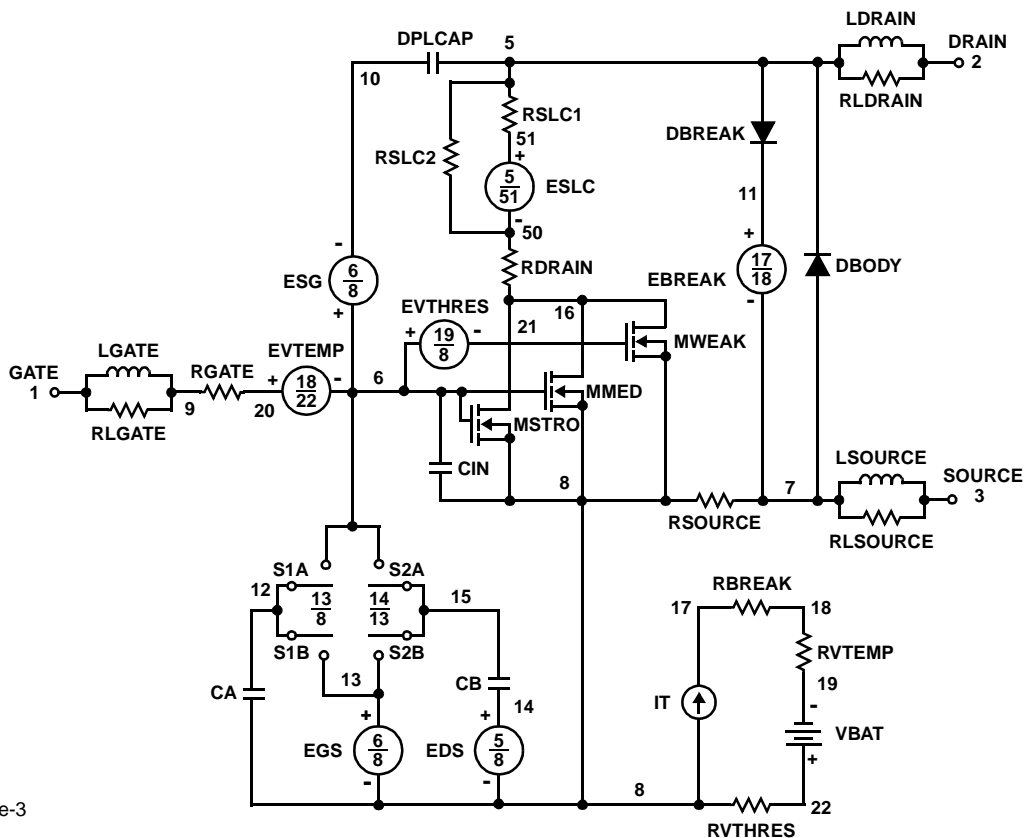 LDRAIN
DPLCAP 5 DRAIN
2
10
RLDRAIN
RSLC1
51
DBREAK
RSLC2
+
5
51
ESLC
11
-
50
+
-
6
8
ESG
+
RDRAIN
17
18
EBREAK
-
DBODY
EVTHRES
16
21
+
19
8
-
MWEAK
LGATE
EVTEMP
GATE
1
RGATE
+
18
22
-
6
MMED
9
20
RLGATE
MSTRO
CIN
8
LSOURCE
7
SOURCE
3
RSOURCE
RLSOURCE
S1A
S2A
12
13
8
14
13
15
S1B
S2B
RBREAK
17
18
RVTEMP
13
CA
CB
19
-
IT
14
+
+
VBAT
EGS
6
8
EDS
5
8
+
-
-
8
22
RVTHRES
e-3